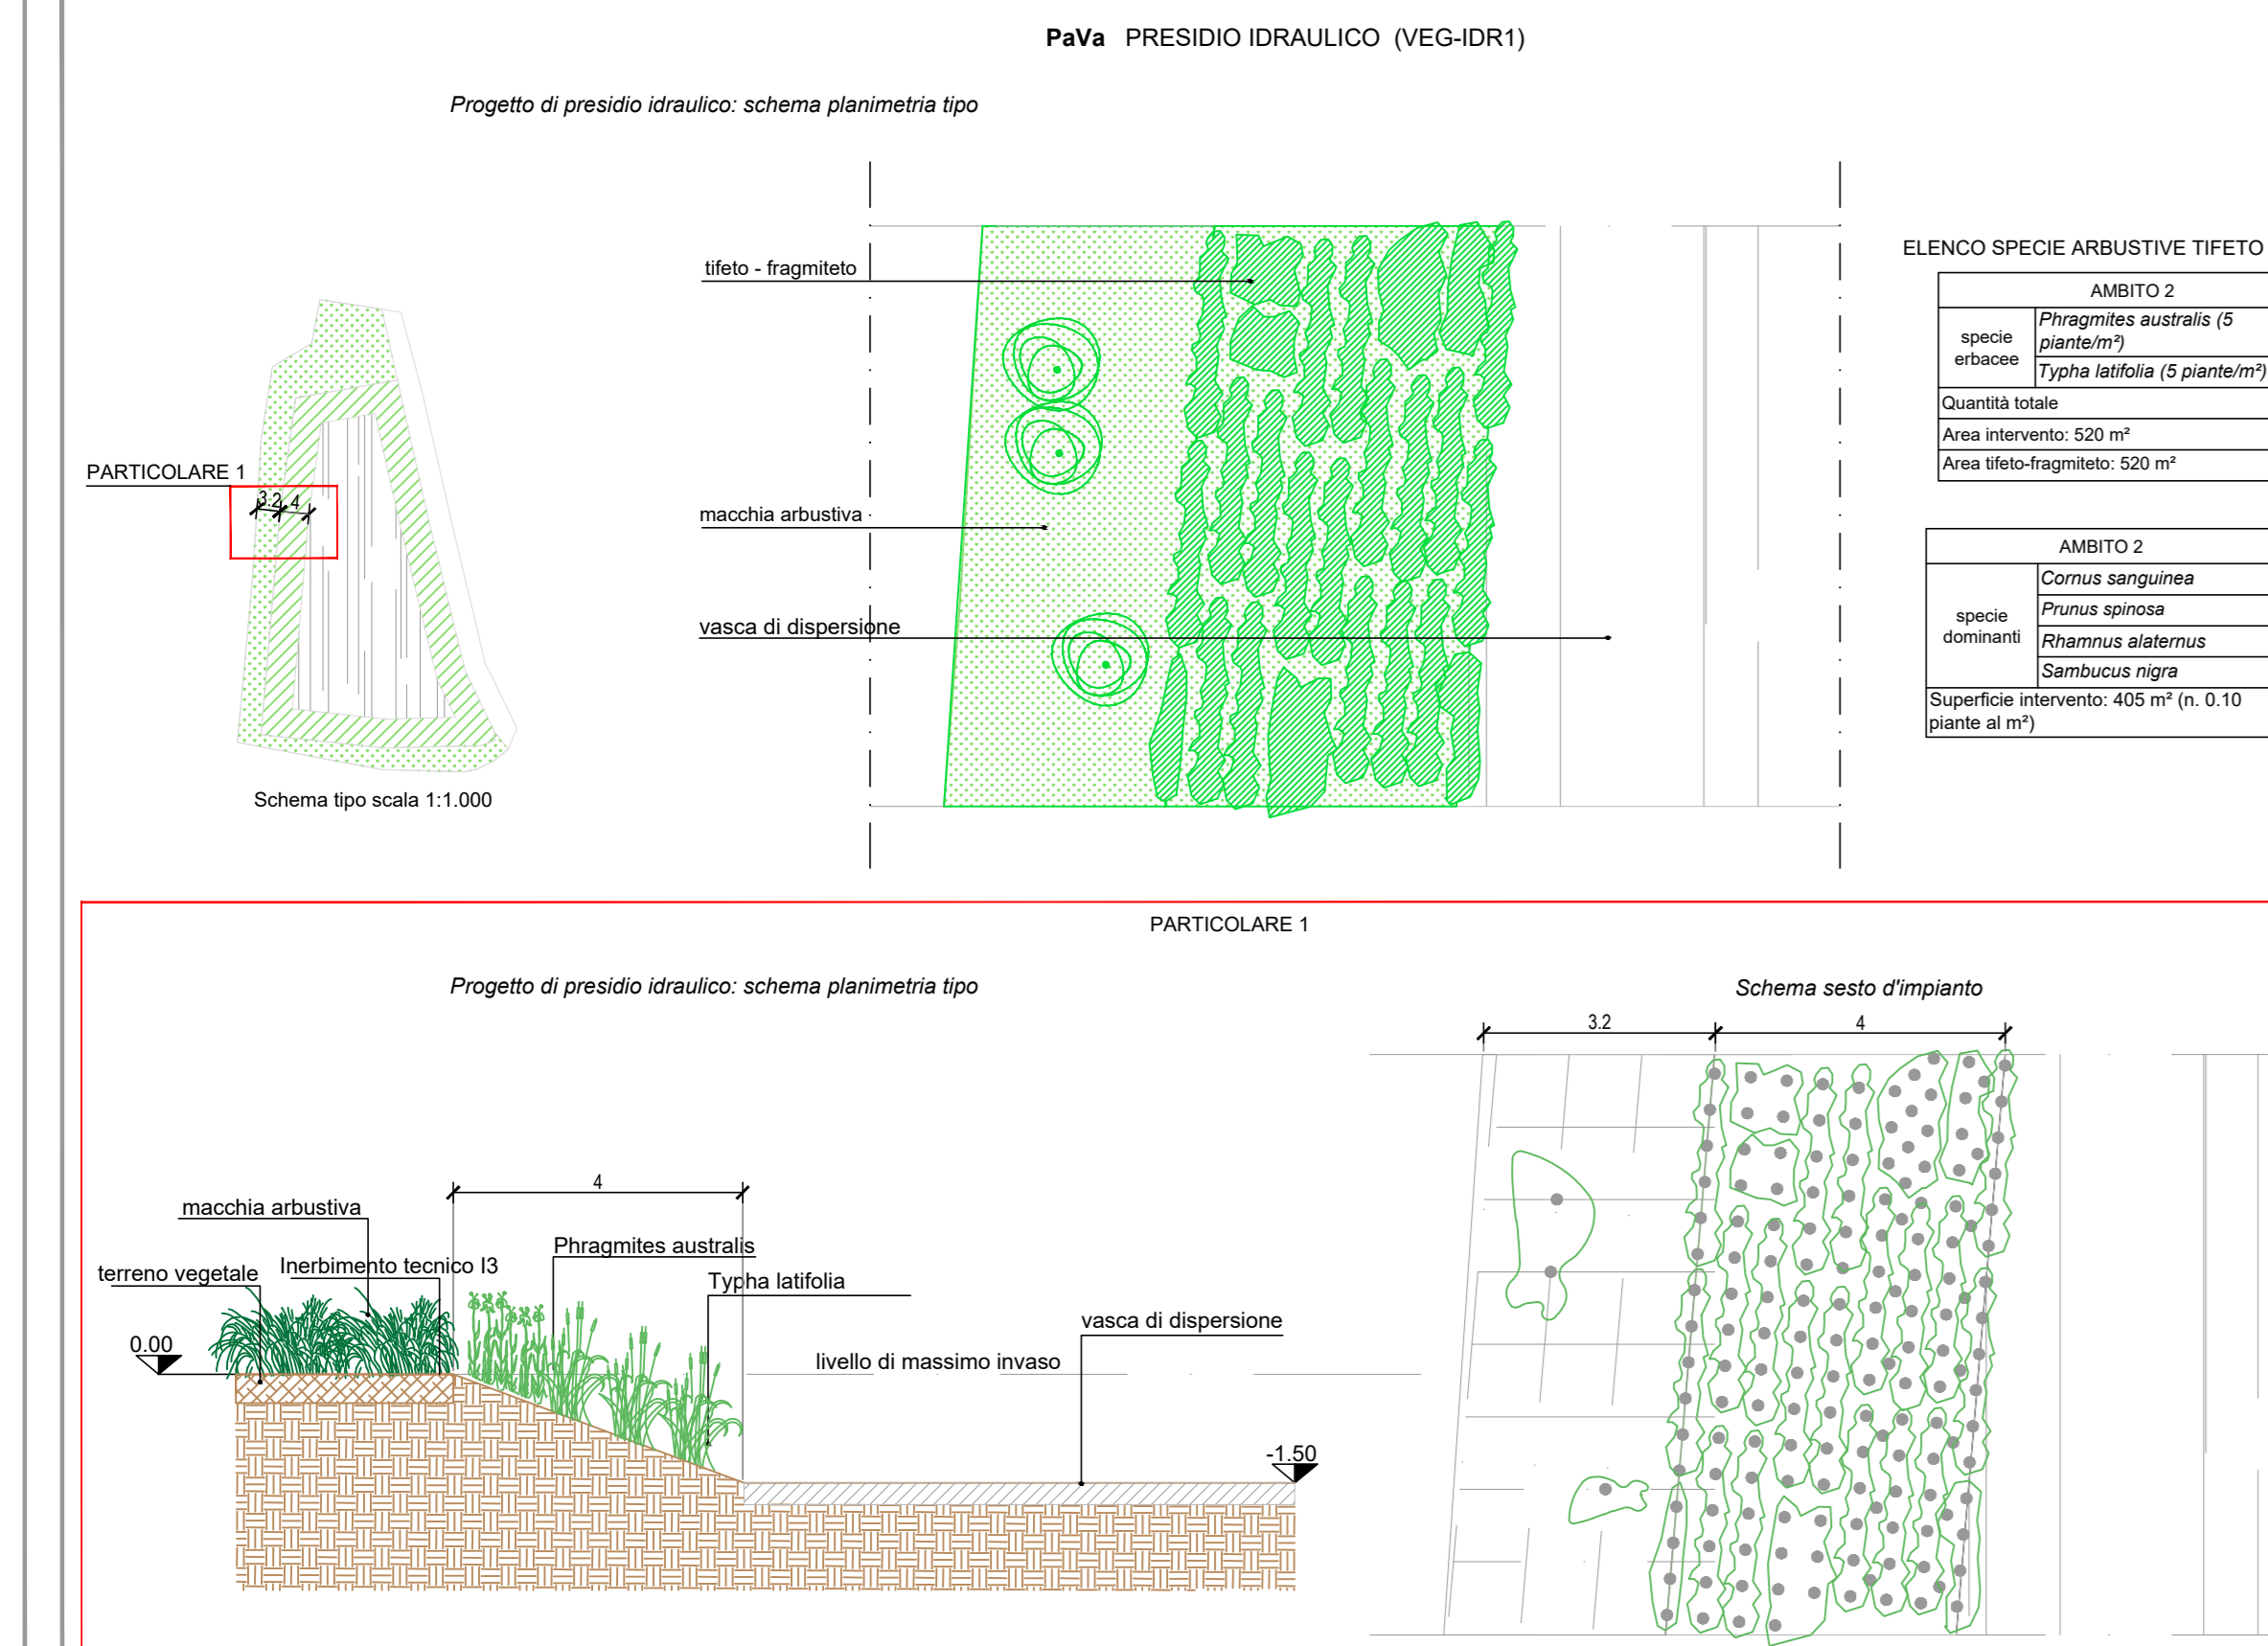 PaVa PRESIDIO IDRAULICO (VEG-IDR1)
Progetto di presidio idraulico: schema planimetria tipo
tifeto - fragmiteto
macchia arbustiva
vasca di dispersione
PARTICOLARE 1
3.2
4
Schema tipo scala 1:1.000
ELENCO SPECIE ARBUSTIVE TIFETO
AMBITO 2
specie
erbacee
Phragmites australis (5
piante/m²)
Typha latifolia (5 piante/m²)
Quantità totale
Area intervento: 520 m²
Area tifeto-fragmiteto: 520 m²
AMBITO 2
specie
dominanti
Cornus sanguinea
Prunus spinosa
Rhamnus alaternus
Sambucus nigra
Superficie intervento: 405 m² (n. 0.10
piante al m²)
PARTICOLARE 1
Progetto di presidio idraulico: schema planimetria tipo
4
macchia arbustiva
Inerbimento tecnico I3
terreno vegetale
Phragmites australis
Typha latifolia
vasca di dispersione
livello di massimo invaso
0.00
-1.50
Schema sesto d'impianto
3.2
4